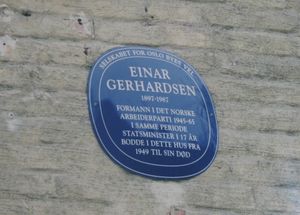 SELSKABET FOR OSLO BYES VEL
EINAR
GERHARDSEN
1897-1987
FORMANN I DET NORSKE
ARBEIDERPARTI 1945-65
I SAMME PERIODE
STATSMINISTER I 17 ÅR
BODDE I DETTE HUS FRA
1949 TIL SIN DØD